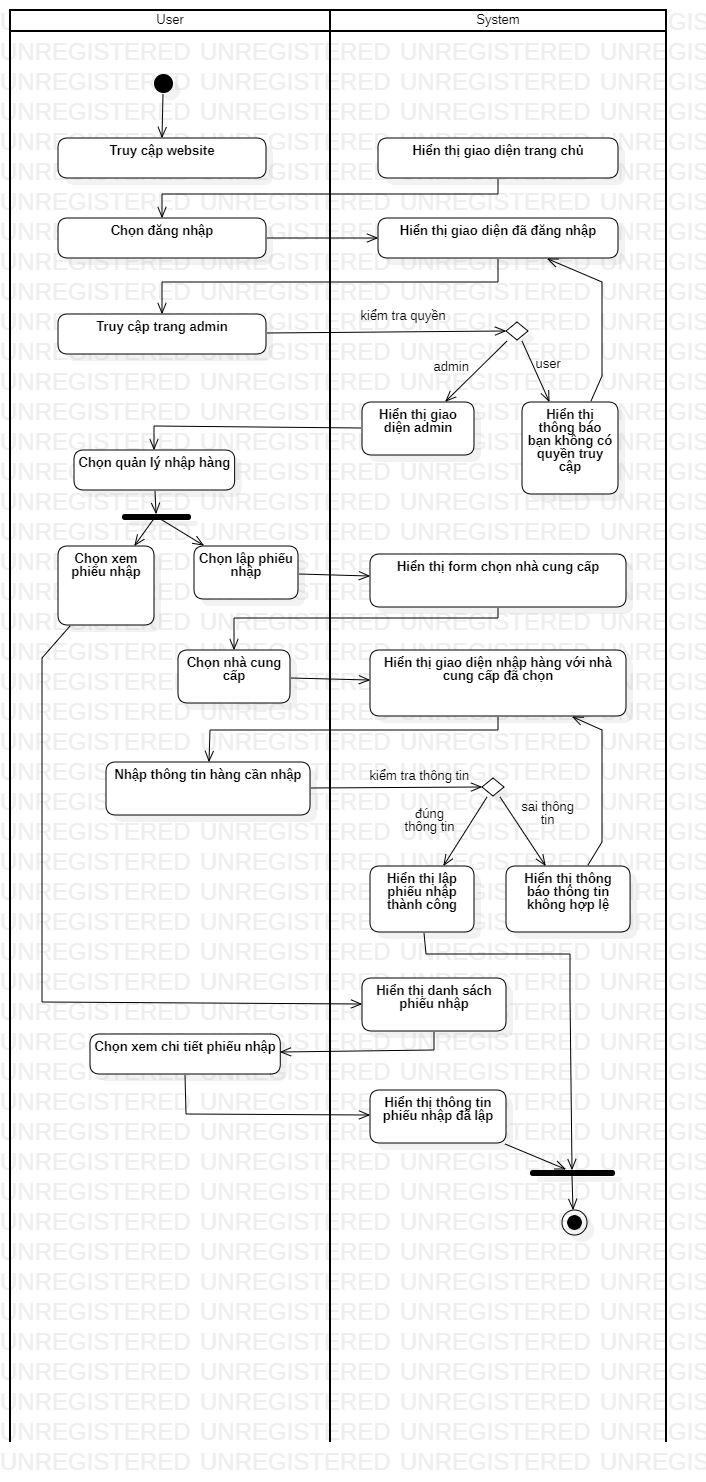 User
System
Truy cập website
Hiển thị giao diện trang chủ
Chọn đăng nhập
Hiển thị giao diện đã đăng nhập
Truy cập trang admin
kiểm tra quyền
admin
user
Hiển thị giao
diện admin
Hiển thị
thông báo
bạn không có
quyền truy
cập
Chọn quản lý nhập hàng
Chọn xem
phiếu nhập
Chọn lập phiếu
nhập
Hiển thị form chọn nhà cung cấp
Chọn nhà cung
cấp
Hiển thị giao diện nhập hàng với nhà
cung cấp đã chọn
Nhập thông tin hàng cần nhập
kiểm tra thông tin
đúng
thông tin
sai thông
tin
Hiển thị lập
phiếu nhập
thành công
Hiển thị thông
báo thông tin
không hợp lệ
Hiển thị danh sách
phiếu nhập
Chọn xem chi tiết phiếu nhập
Hiển thị thông tin
phiếu nhập đã lập
UNREGISTERED